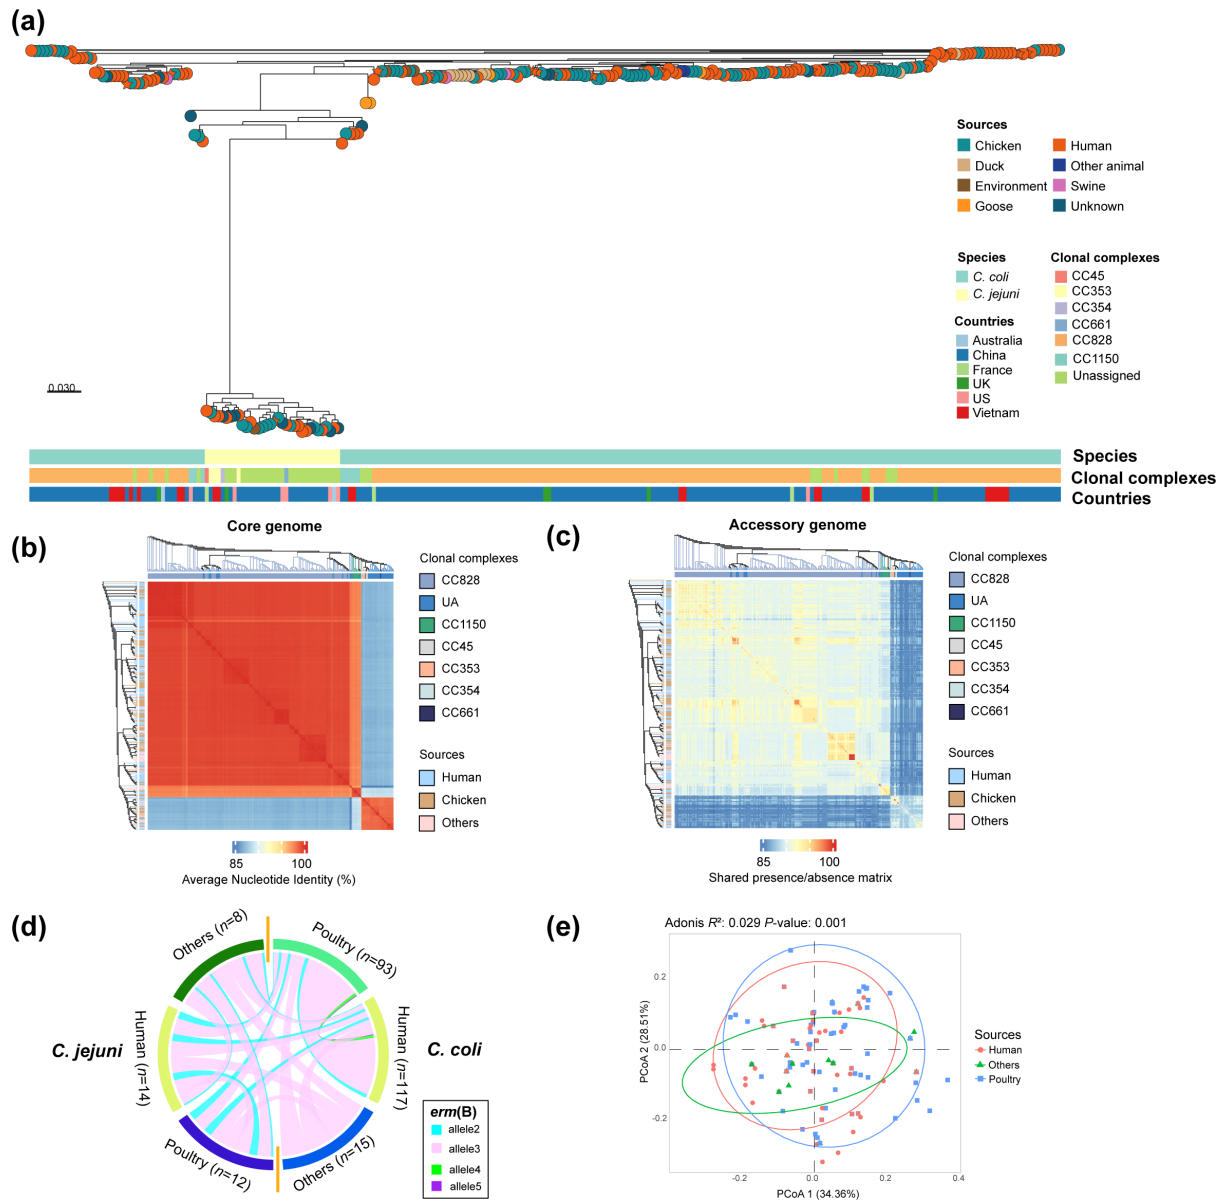 (a)
Sources
Chicken
Human
Duck
Other animal
Environment
Swine
Goose
Unknown
Species
C. coli
C. jejuni
Clonal complexes
CC45
CC353
CC354
CC661
CC828
CC1150
Unassigned
Countries
Australia
China
France
UK
US
Vietnam
0.030
Species
Clonal complexes
Countries
(b)
Core genome
Clonal complexes
CC828
UA
CC1150
CC45
CC353
CC354
CC661
Sources
Human
Chicken
Others
85
100
Average Nucleotide Identity (%)
(c)
Accessory genome
Clonal complexes
CC828
UA
CC1150
CC45
CC353
CC354
CC661
Sources
Human
Chicken
Others
85
100
Shared presence/absence matrix
(d)
Others (n=8)
Poultry (n=93)
Human (n=14)
Human (n=117)
Poultry (n=12)
Others (n=15)
C. jejuni
C. coli
erm(B)
allele2
allele3
allele4
allele5
(e)
Adonis R²: 0.029 P-value: 0.001
PCoA 2 (28.51%)
0.2
0.0
-0.2
-0.2
0.0
0.2
0.4
PCoA 1 (34.36%)
Sources
Human
Others
Poultry